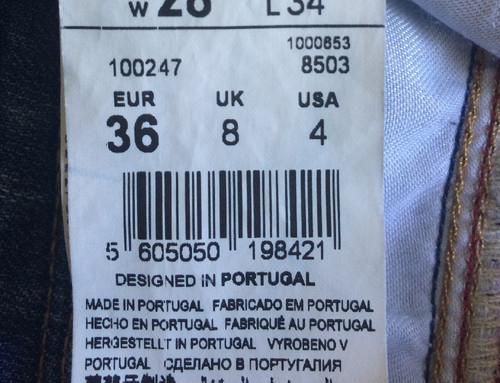 W 28 L 34
1000653
100247 8503
EUR UK USA
36 8 4
5 605050 198421
DESIGNED IN PORTUGAL
MADE IN PORTUGAL FABRICADO EM PORTUGAL
HECHO EN PORTUGAL FABRIQUÉ AU PORTUGAL
HERGESTELLT IN PORTUGAL VYROBENO V
PORTUGAL СДЕЛАНО В ПОРТУГАЛИЯ